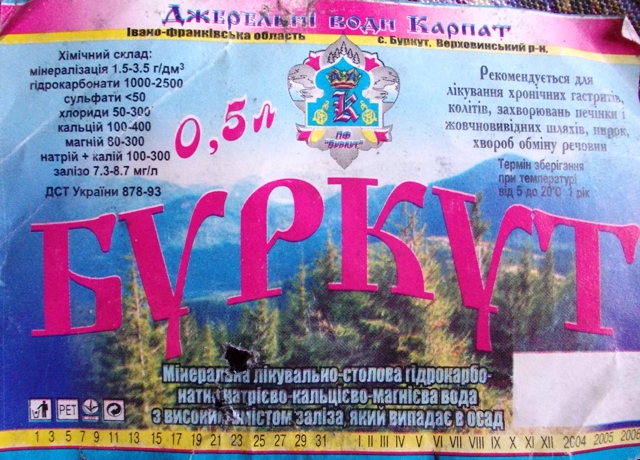 Джерельні води Карпат
Івано-Франківська область
с. Буркут, Верховинський р-н.
Хімічний склад:
мінералізація 1.5-3.5 г/дм³
гідрокарбонати 1000-2500
сульфати <50
хлориди 50-300
кальцій 100-400
магній 80-300
натрій + калій 100-300
залізо 7.3-8.7 мг/л
ДСТ України 878-93
0,5л
К
ПФ
"БУРКУТ"
Рекомендується для
лікування хронічних гастритів,
колітів, захворювань печінки і
жовчновивідних шляхів, нирок,
хвороб обміну речовин
Термін зберігання
при температурі
від 5 до 20°С 1 рік
БУРКУТ
Мінеральна лікувально-столова гідрокарбо-
натна, натрієво-кальцієво-магнієва вода
з високим вмістом заліза, який випадає в осад
PET
1 3 5 7 9 11 13 15 17 19 21 23 25 27 29 31 I II III IV V VI VII VIII IX X XI XII 2004 2005 2006